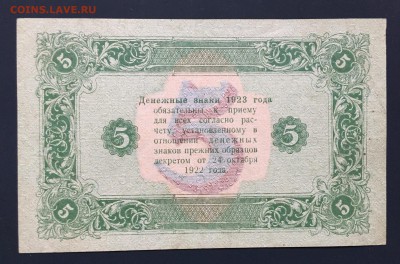 COINS.LAVE.RU
5 5
Денежные знаки 1923 года
обязательны к приему
для всех согласно рас-
чету, установленному в
5 отношении денежных 5
знаков прежних образцов
декретом от 24 октября
1922 года.
5 5